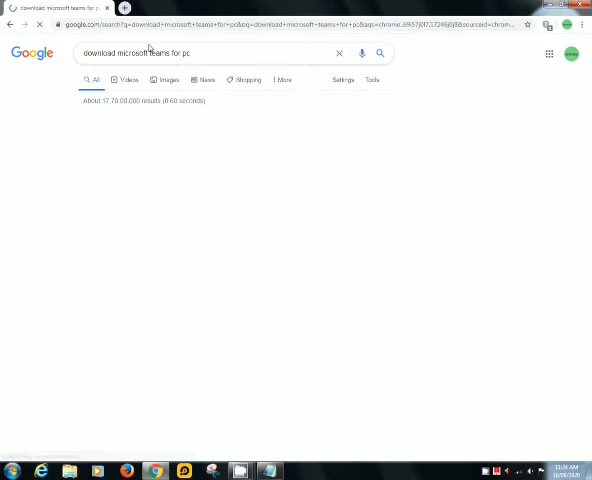 download microsoft teams for pc
google.com/search?q=download+microsoft+teams+for+pc&oq=download+microsoft+teams+for+pc&aqs=chrome..69i57j0l7.17246j0j8&sourceid=chrom...
Google
download microsoft teams for pc
All Videos Images News Shopping More Settings Tools
About 17,70,00,000 results (0.60 seconds)
11:24 AM
16/06/2020